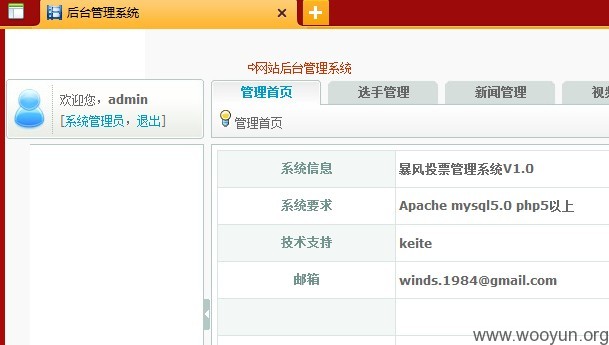 后台管理系统
网站后台管理系统
欢迎您，admin
[系统管理员，退出]
管理首页 选手管理 新闻管理 视频
管理首页
系统信息 暴风投票管理系统V1.0
系统要求 Apache mysql5.0 php5以上
技术支持 keite
邮箱 winds.1984@gmail.com
www.wooyun.org